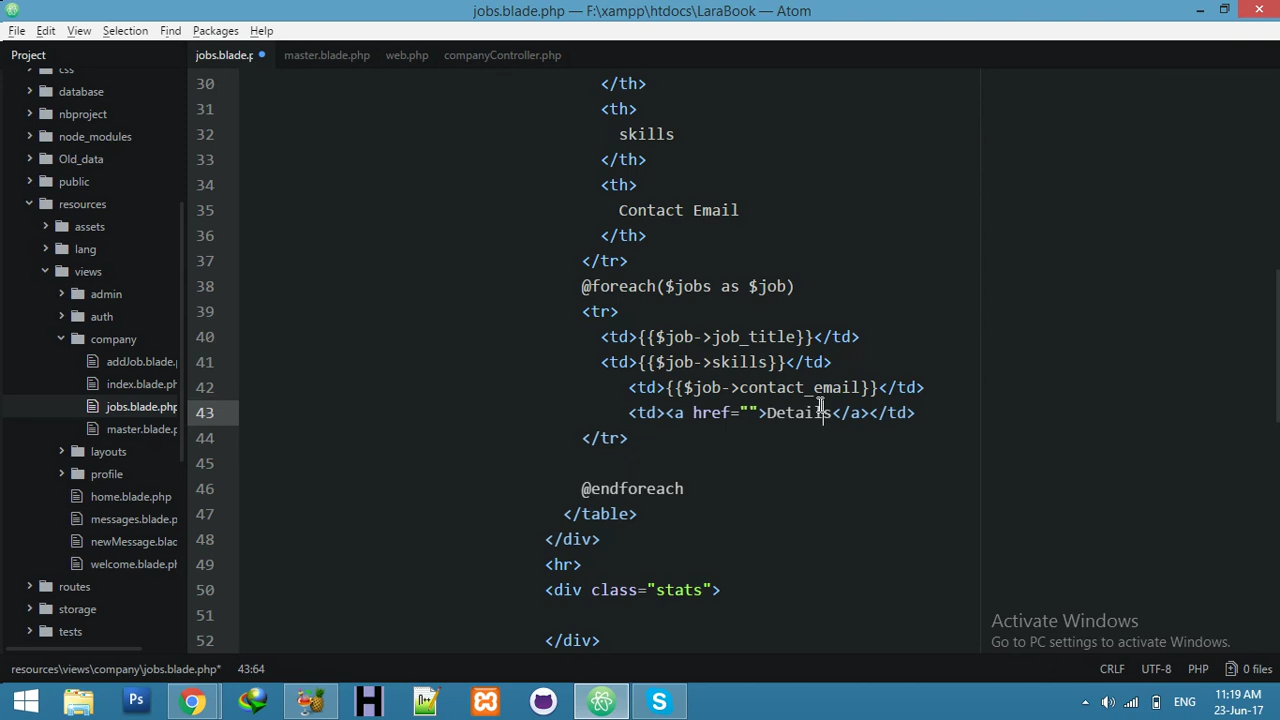 jobs.blade.php — F:\xampp\htdocs\LaraBook — Atom
File Edit View Selection Find Packages Help
Project
jobs.blade.p
master.blade.php
web.php
companyController.php
css
database
nbproject
node_modules
Old_data
public
resources
assets
lang
views
admin
auth
company
addJob.blade.
index.blade.ph
jobs.blade.php
master.blade.
layouts
profile
home.blade.php
messages.blade.p
newMessage.blad
welcome.blade.ph
routes
storage
tests
30 </th>
31 <th>
32 skills
33 </th>
34 <th>
35 Contact Email
36 </th>
37 </tr>
38 @foreach($jobs as $job)
39 <tr>
40 <td>{{$job->job_title}}</td>
41 <td>{{$job->skills}}</td>
42 <td>{{$job->contact_email}}</td>
43 <td><a href="">Details</a></td>
44 </tr>
45
46 @endforeach
47 </table>
48 </div>
49 <hr>
50 <div class="stats">
51
52 </div>
Activate Windows
Go to PC settings to activate Windows.
resources\views\company\jobs.blade.php* 43:64 CRLF UTF-8 PHP 0 files
Ps
H
S
ENG
11:19 AM
23-Jun-17